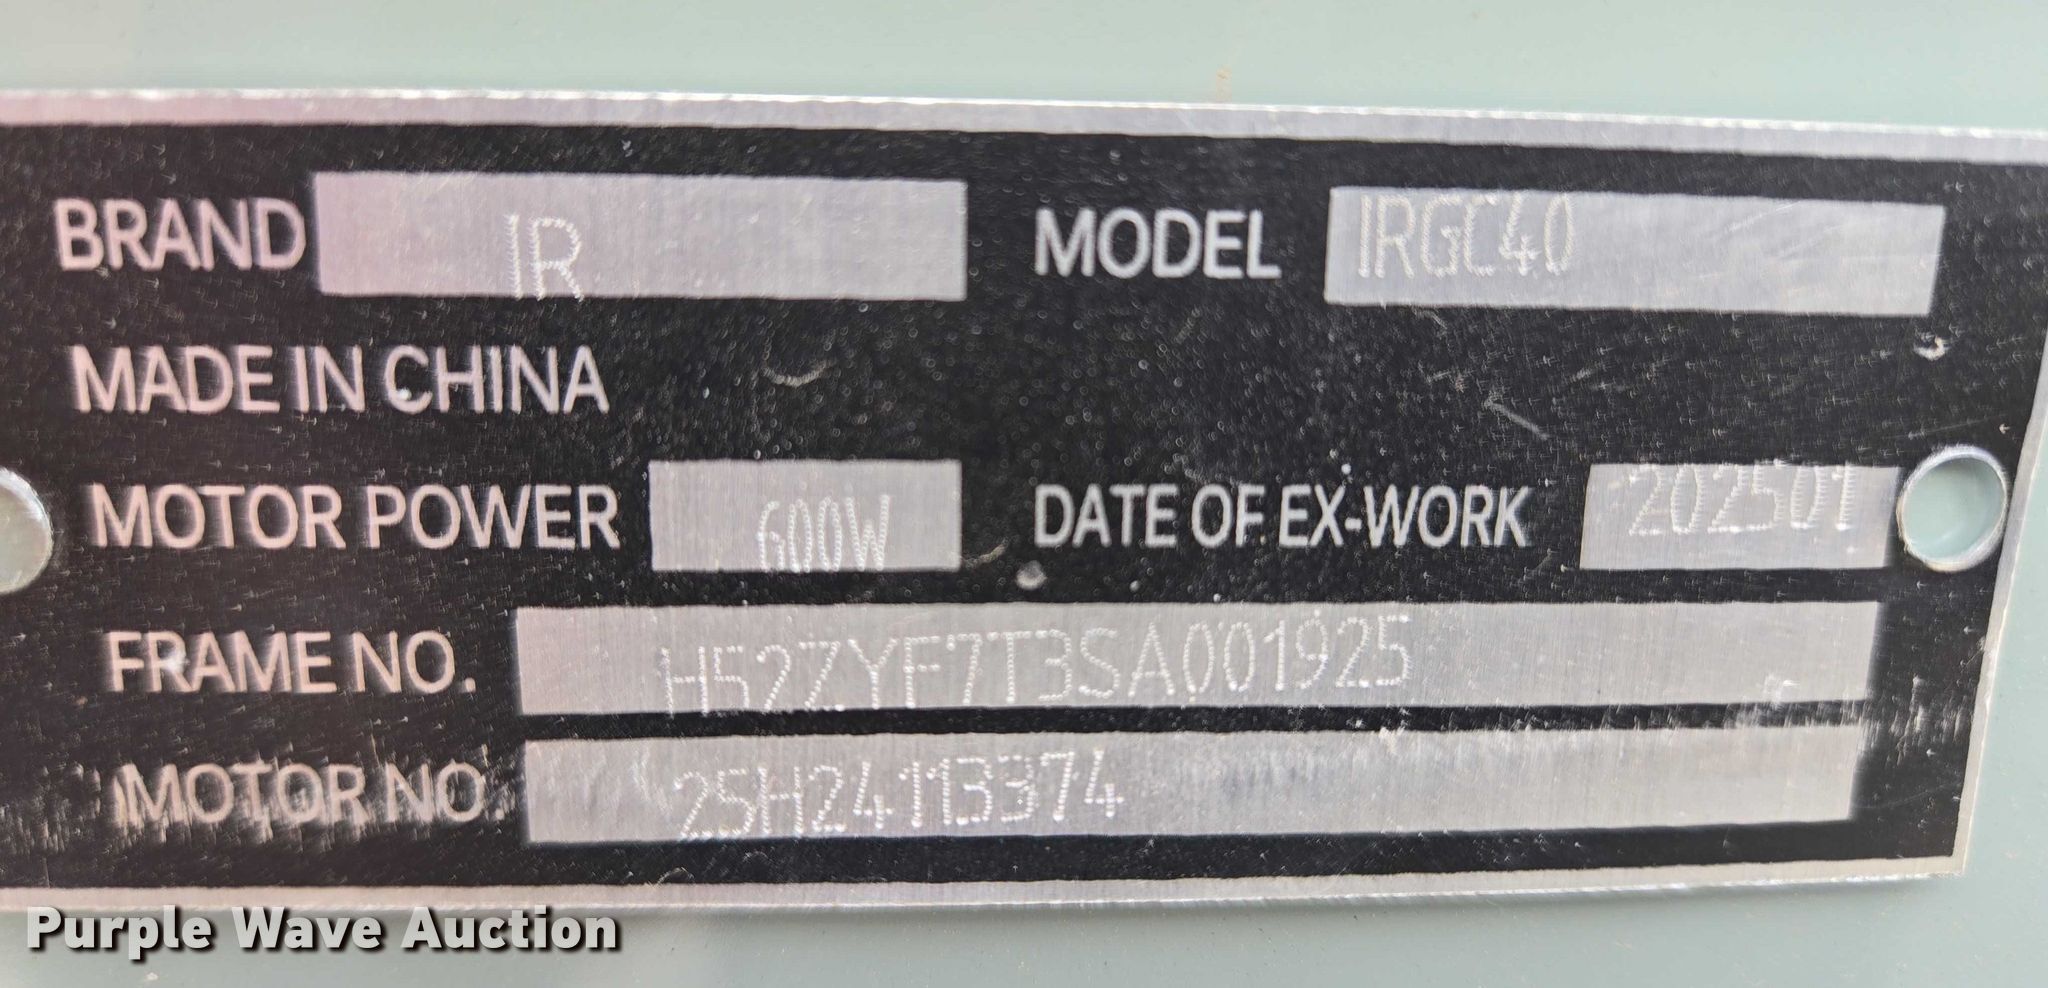 BRAND IR MODEL IRGC40
MADE IN CHINA
MOTOR POWER 600W DATE OF EX-WORK 202501
FRAME NO. H52ZYF7T3SA001925
MOTOR NO. 2SH24113374
Purple Wave Auction